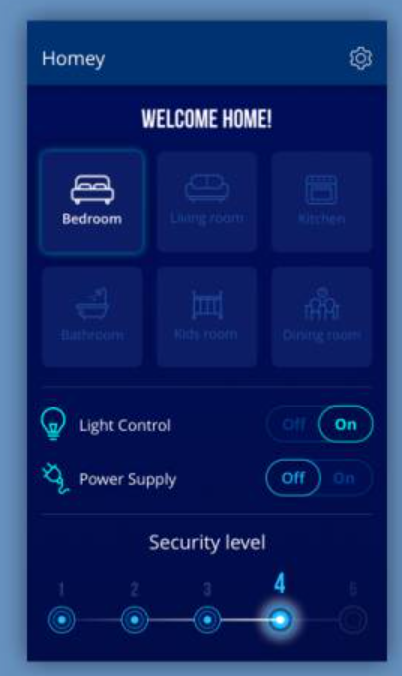 Homey
WELCOME HOME!
Bedroom
Living room
Kitchen
Bathroom
Kids room
Dining room
Light Control
Off On
Power Supply
Off On
Security level
1 2 3 4 5